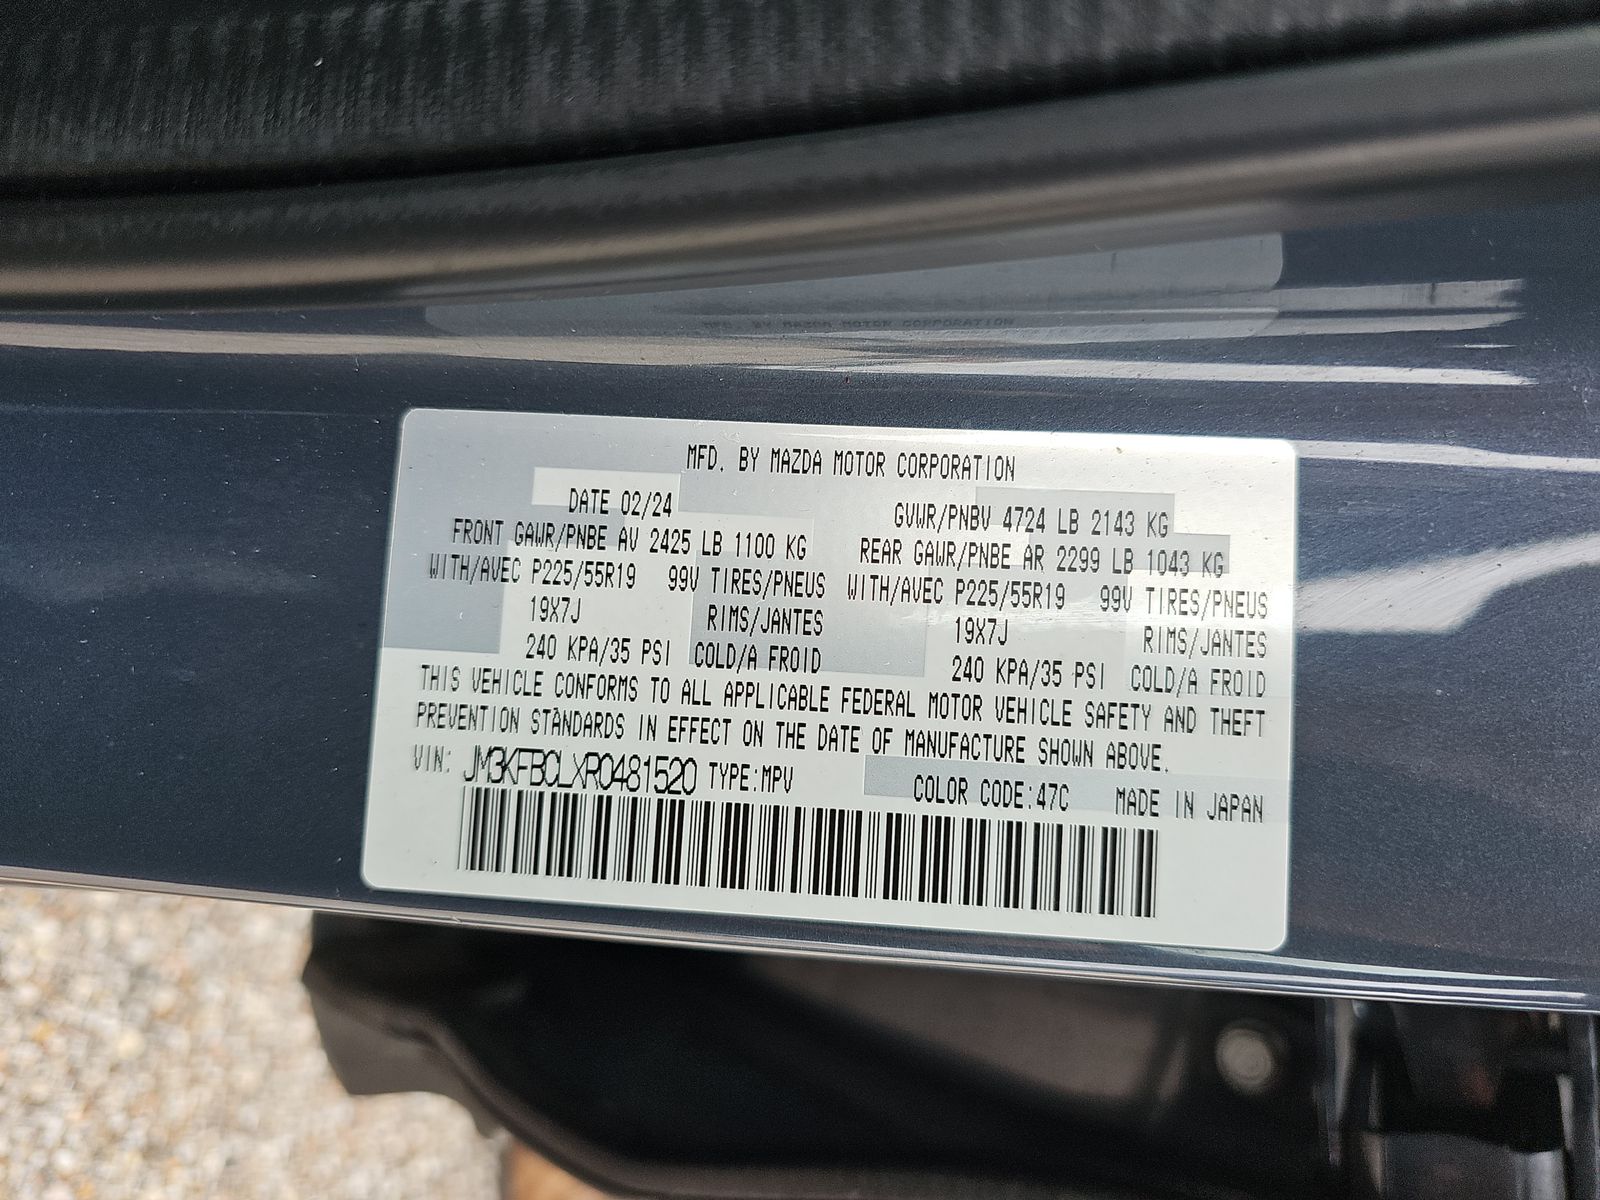 MFD. BY MAZDA MOTOR CORPORATION
DATE 02/24 GVWR/PNBV 4724 LB 2143 KG
FRONT GAWR/PNBE AV 2425 LB 1100 KG REAR GAWR/PNBE AR 2299 LB 1043 KG
WITH/AVEC P225/55R19 99V TIRES/PNEUS WITH/AVEC P225/55R19 99V TIRES/PNEUS
19X7J RIMS/JANTES 19X7J RIMS/JANTES
240 KPA/35 PSI COLD/A FROID 240 KPA/35 PSI COLD/A FROID
THIS VEHICLE CONFORMS TO ALL APPLICABLE FEDERAL MOTOR VEHICLE SAFETY AND THEFT
PREVENTION STANDARDS IN EFFECT ON THE DATE OF MANUFACTURE SHOWN ABOVE.
VIN: JM3KFBCLXR0481520 TYPE:MPV COLOR CODE:47C MADE IN JAPAN